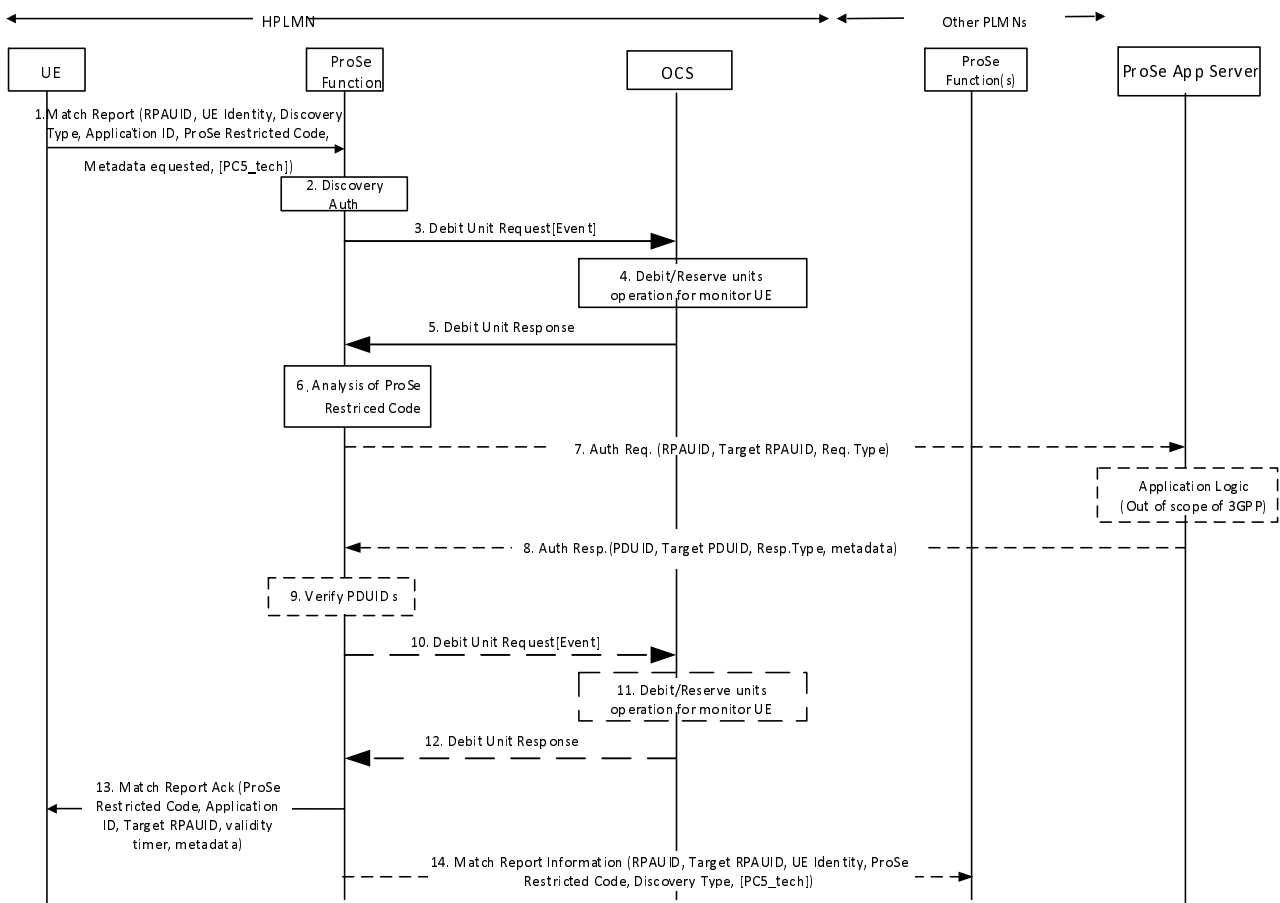 HPLMN
Other PLMNs
UE
ProSe
Function
OCS
ProSe
Function(s)
ProSe App Server
1.Match Report (RPAUID, UE Identity, Discovery
Type, Application ID, ProSe Restricted Code,
Metadata equested, [PC5_tech])
2. Discovery
Auth
3. Debit Unit Request[Event]
4. Debit/Reserve units
operation for monitor UE
5. Debit Unit Response
6. Analysis of ProSe
Restriced Code
7. Auth Req. (RPAUID, Target RPAUID, Req. Type)
Application Logic
(Out of scope of 3GPP)
8. Auth Resp.(PDUID, Target PDUID, Resp.Type, metadata)
9. Verify PDUIDs
10. Debit Unit Request[Event]
11. Debit/Reserve units
operation for monitor UE
12. Debit Unit Response
13. Match Report Ack (ProSe
Restricted Code, Application
ID, Target RPAUID, validity
timer, metadata)
14. Match Report Information (RPAUID, Target RPAUID, UE Identity, ProSe
Restricted Code, Discovery Type, [PC5_tech])